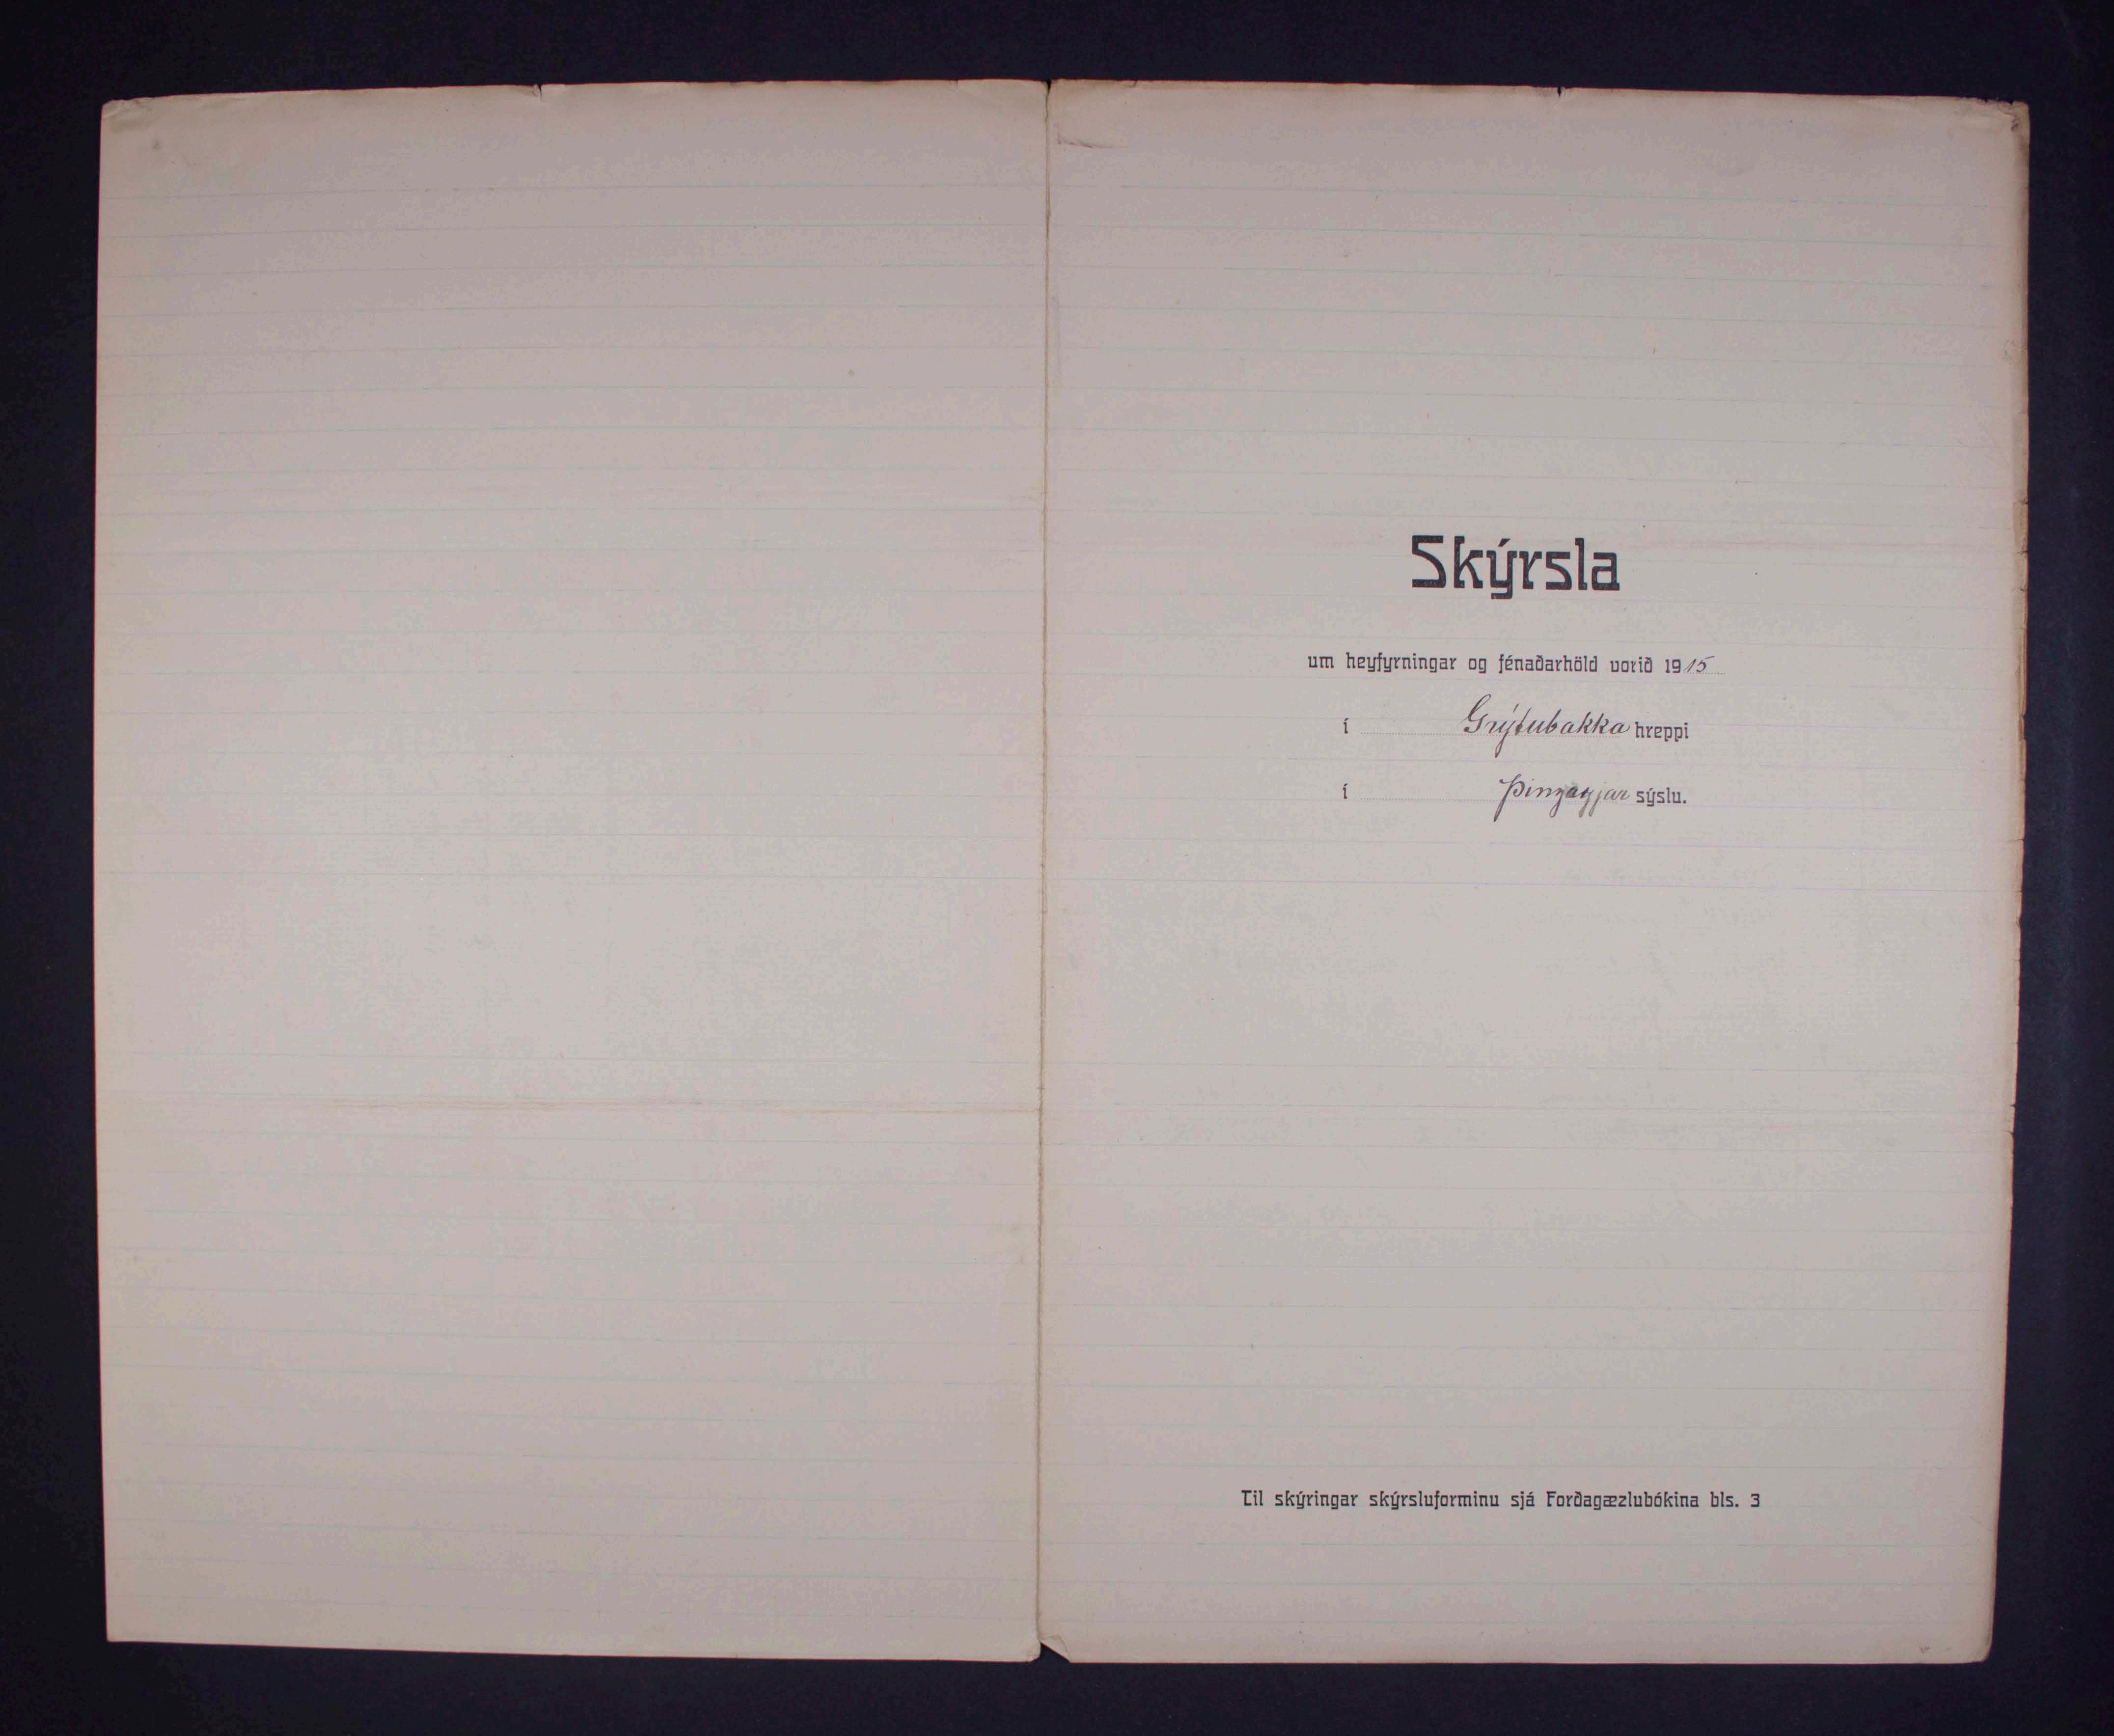 Skýrsla
um heyfyrningar og fénaðarhöld vorið 1915
í Grýtubakka hreppi
í Þingeyjar sýslu.
Til skýringar skýrsluforminu sjá Forðagæzlubókina bls. 3